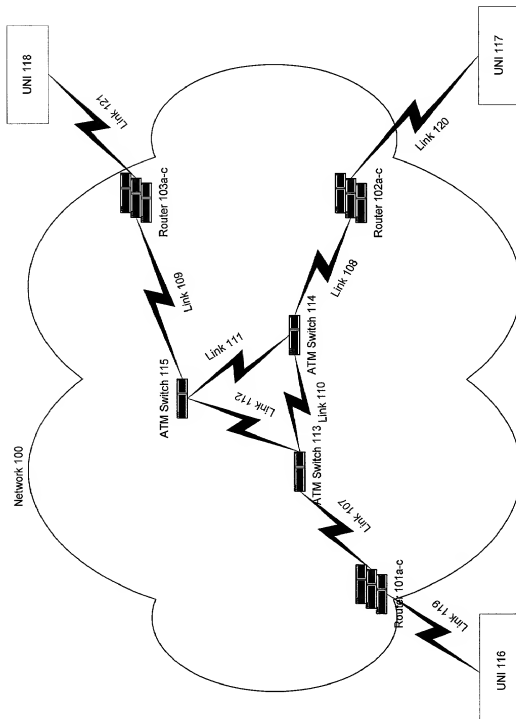 Network 100
UNI 118
Link 121
Router 103a-c
Link 109
ATM Switch 115
Link 111
Link 112
UNI 117
Link 120
Router 102a-c
Link 108
ATM Switch 114
Link 110
ATM Switch 113
Link 107
Router 101a-c
Link 119
UNI 116